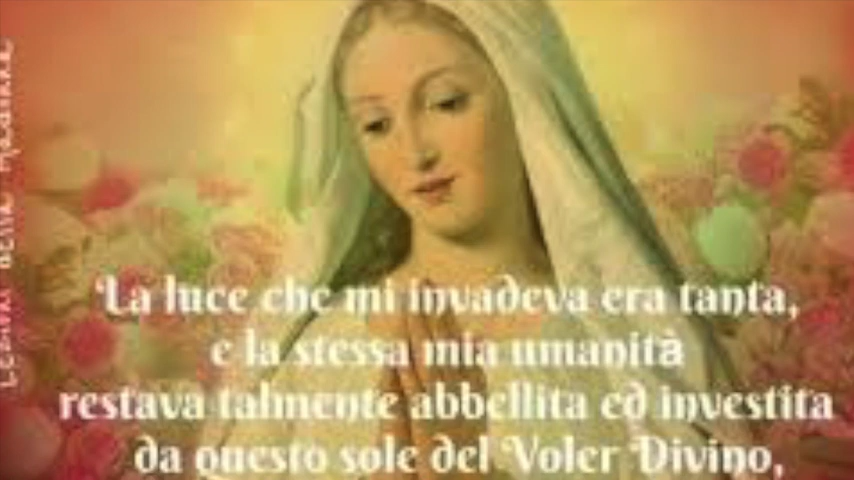 La luce che mi invadeva era tanta,
e la stessa mia umanità
restava talmente abbellita ed investita
da questo sole del Voler Divino,
della